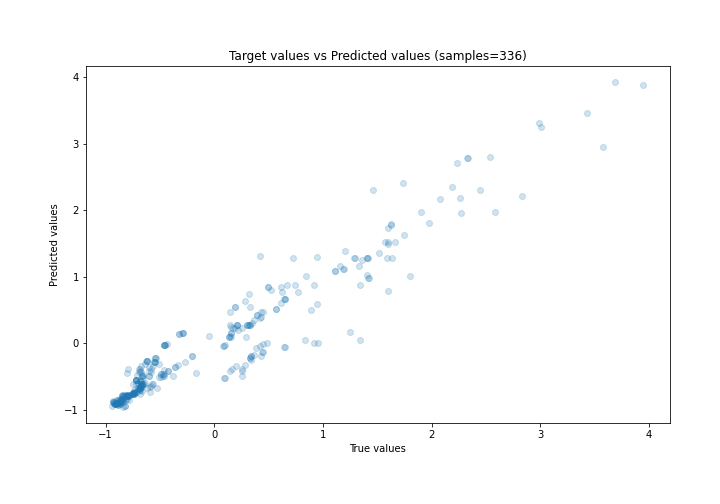 Target values vs Predicted values (samples=336)
Predicted values
4
3
2
1
0
−1
−1 0 1 2 3 4
True values